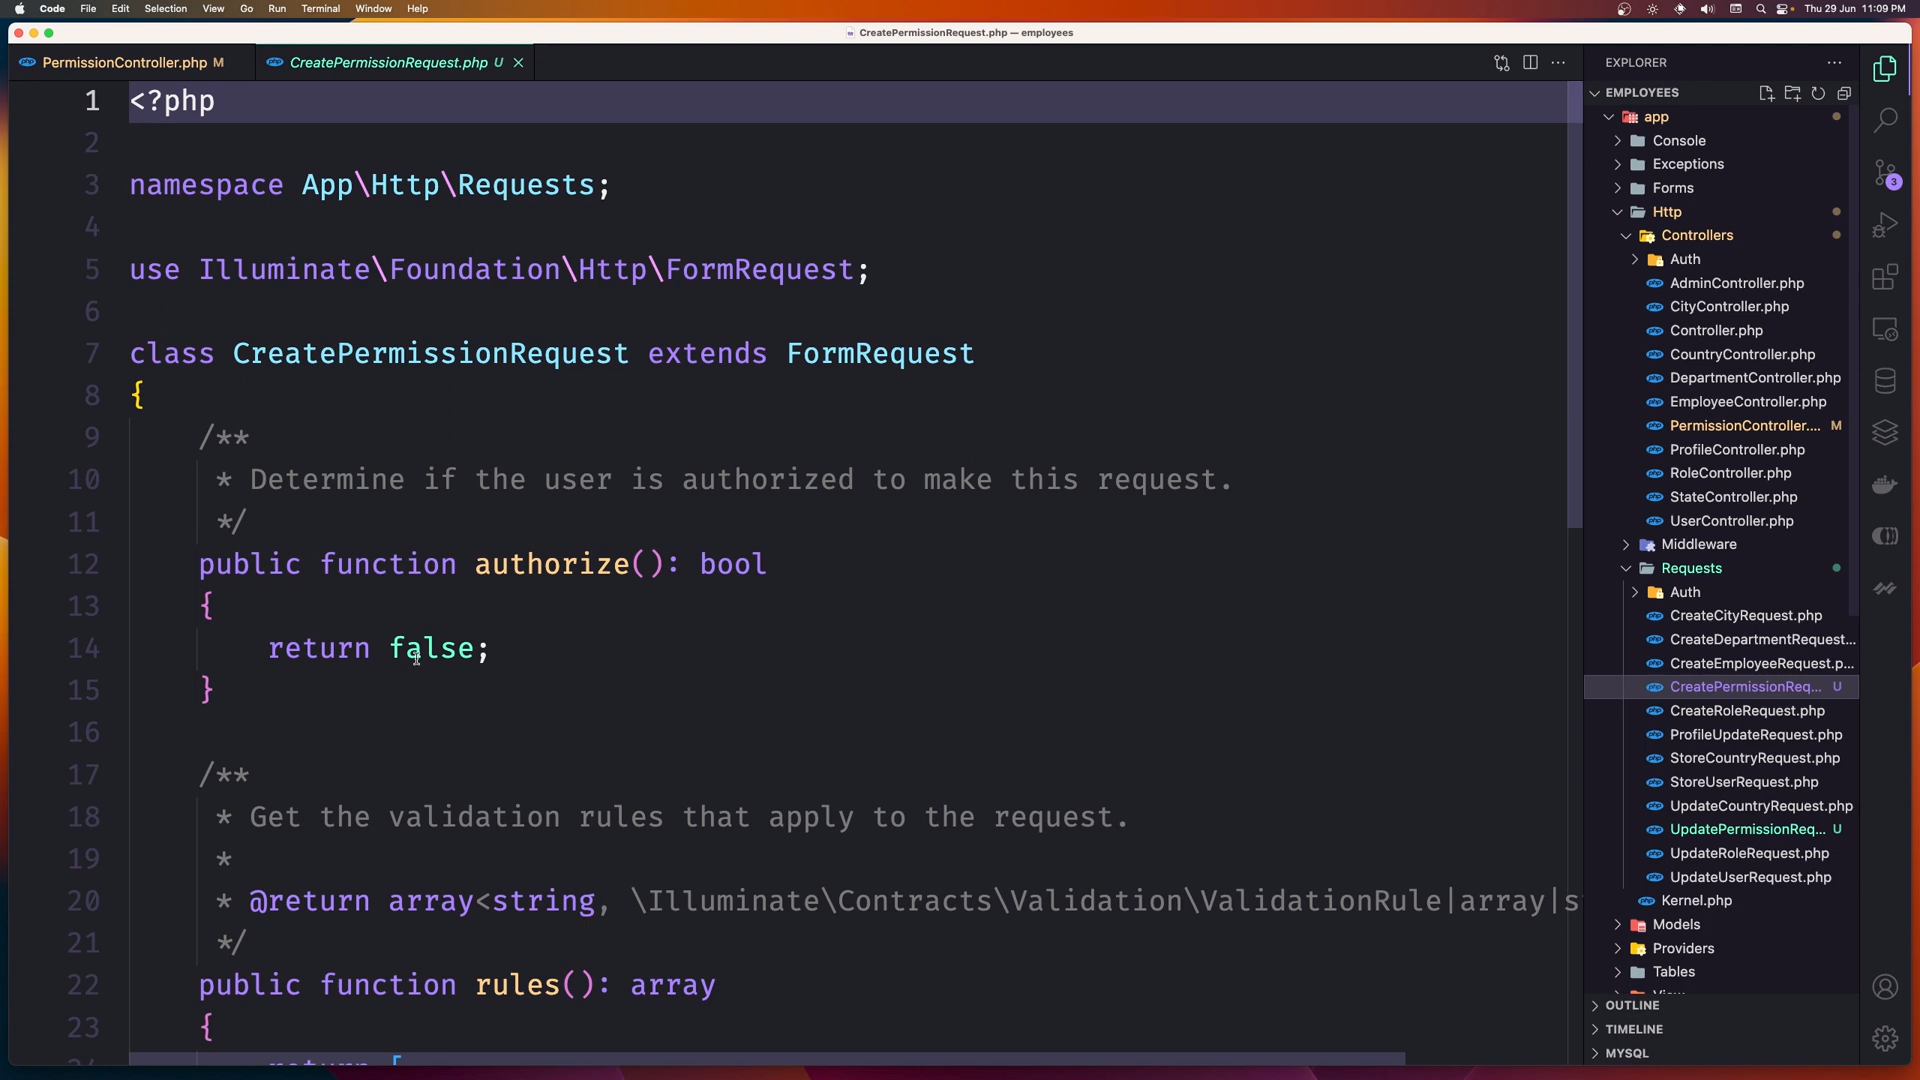 Code File Edit Selection View Go Run Terminal Window Help
Thu 29 Jun 11:09 PM
CreatePermissionRequest.php — employees
PermissionController.php M
CreatePermissionRequest.php U
1 <?php
2
3 namespace App\Http\Requests;
4
5 use Illuminate\Foundation\Http\FormRequest;
6
7 class CreatePermissionRequest extends FormRequest
8 {
9 /**
10 * Determine if the user is authorized to make this request.
11 */
12 public function authorize(): bool
13 {
14 return false;
15 }
16
17 /**
18 * Get the validation rules that apply to the request.
19 *
20 * @return array<string, \Illuminate\Contracts\Validation\ValidationRule|array|s
21 */
22 public function rules(): array
23 {
return [
EXPLORER
EMPLOYEES
app
Console
Exceptions
Forms
Http
Controllers
Auth
AdminController.php
CityController.php
Controller.php
CountryController.php
DepartmentController.php
EmployeeController.php
PermissionController.... M
ProfileController.php
RoleController.php
StateController.php
UserController.php
Middleware
Requests
Auth
CreateCityRequest.php
CreateDepartmentRequest...
CreateEmployeeRequest.p...
CreatePermissionReq... U
CreateRoleRequest.php
ProfileUpdateRequest.php
StoreCountryRequest.php
StoreUserRequest.php
UpdateCountryRequest.php
UpdatePermissionReq... U
UpdateRoleRequest.php
UpdateUserRequest.php
Kernel.php
Models
Providers
Tables
OUTLINE
TIMELINE
MYSQL
3